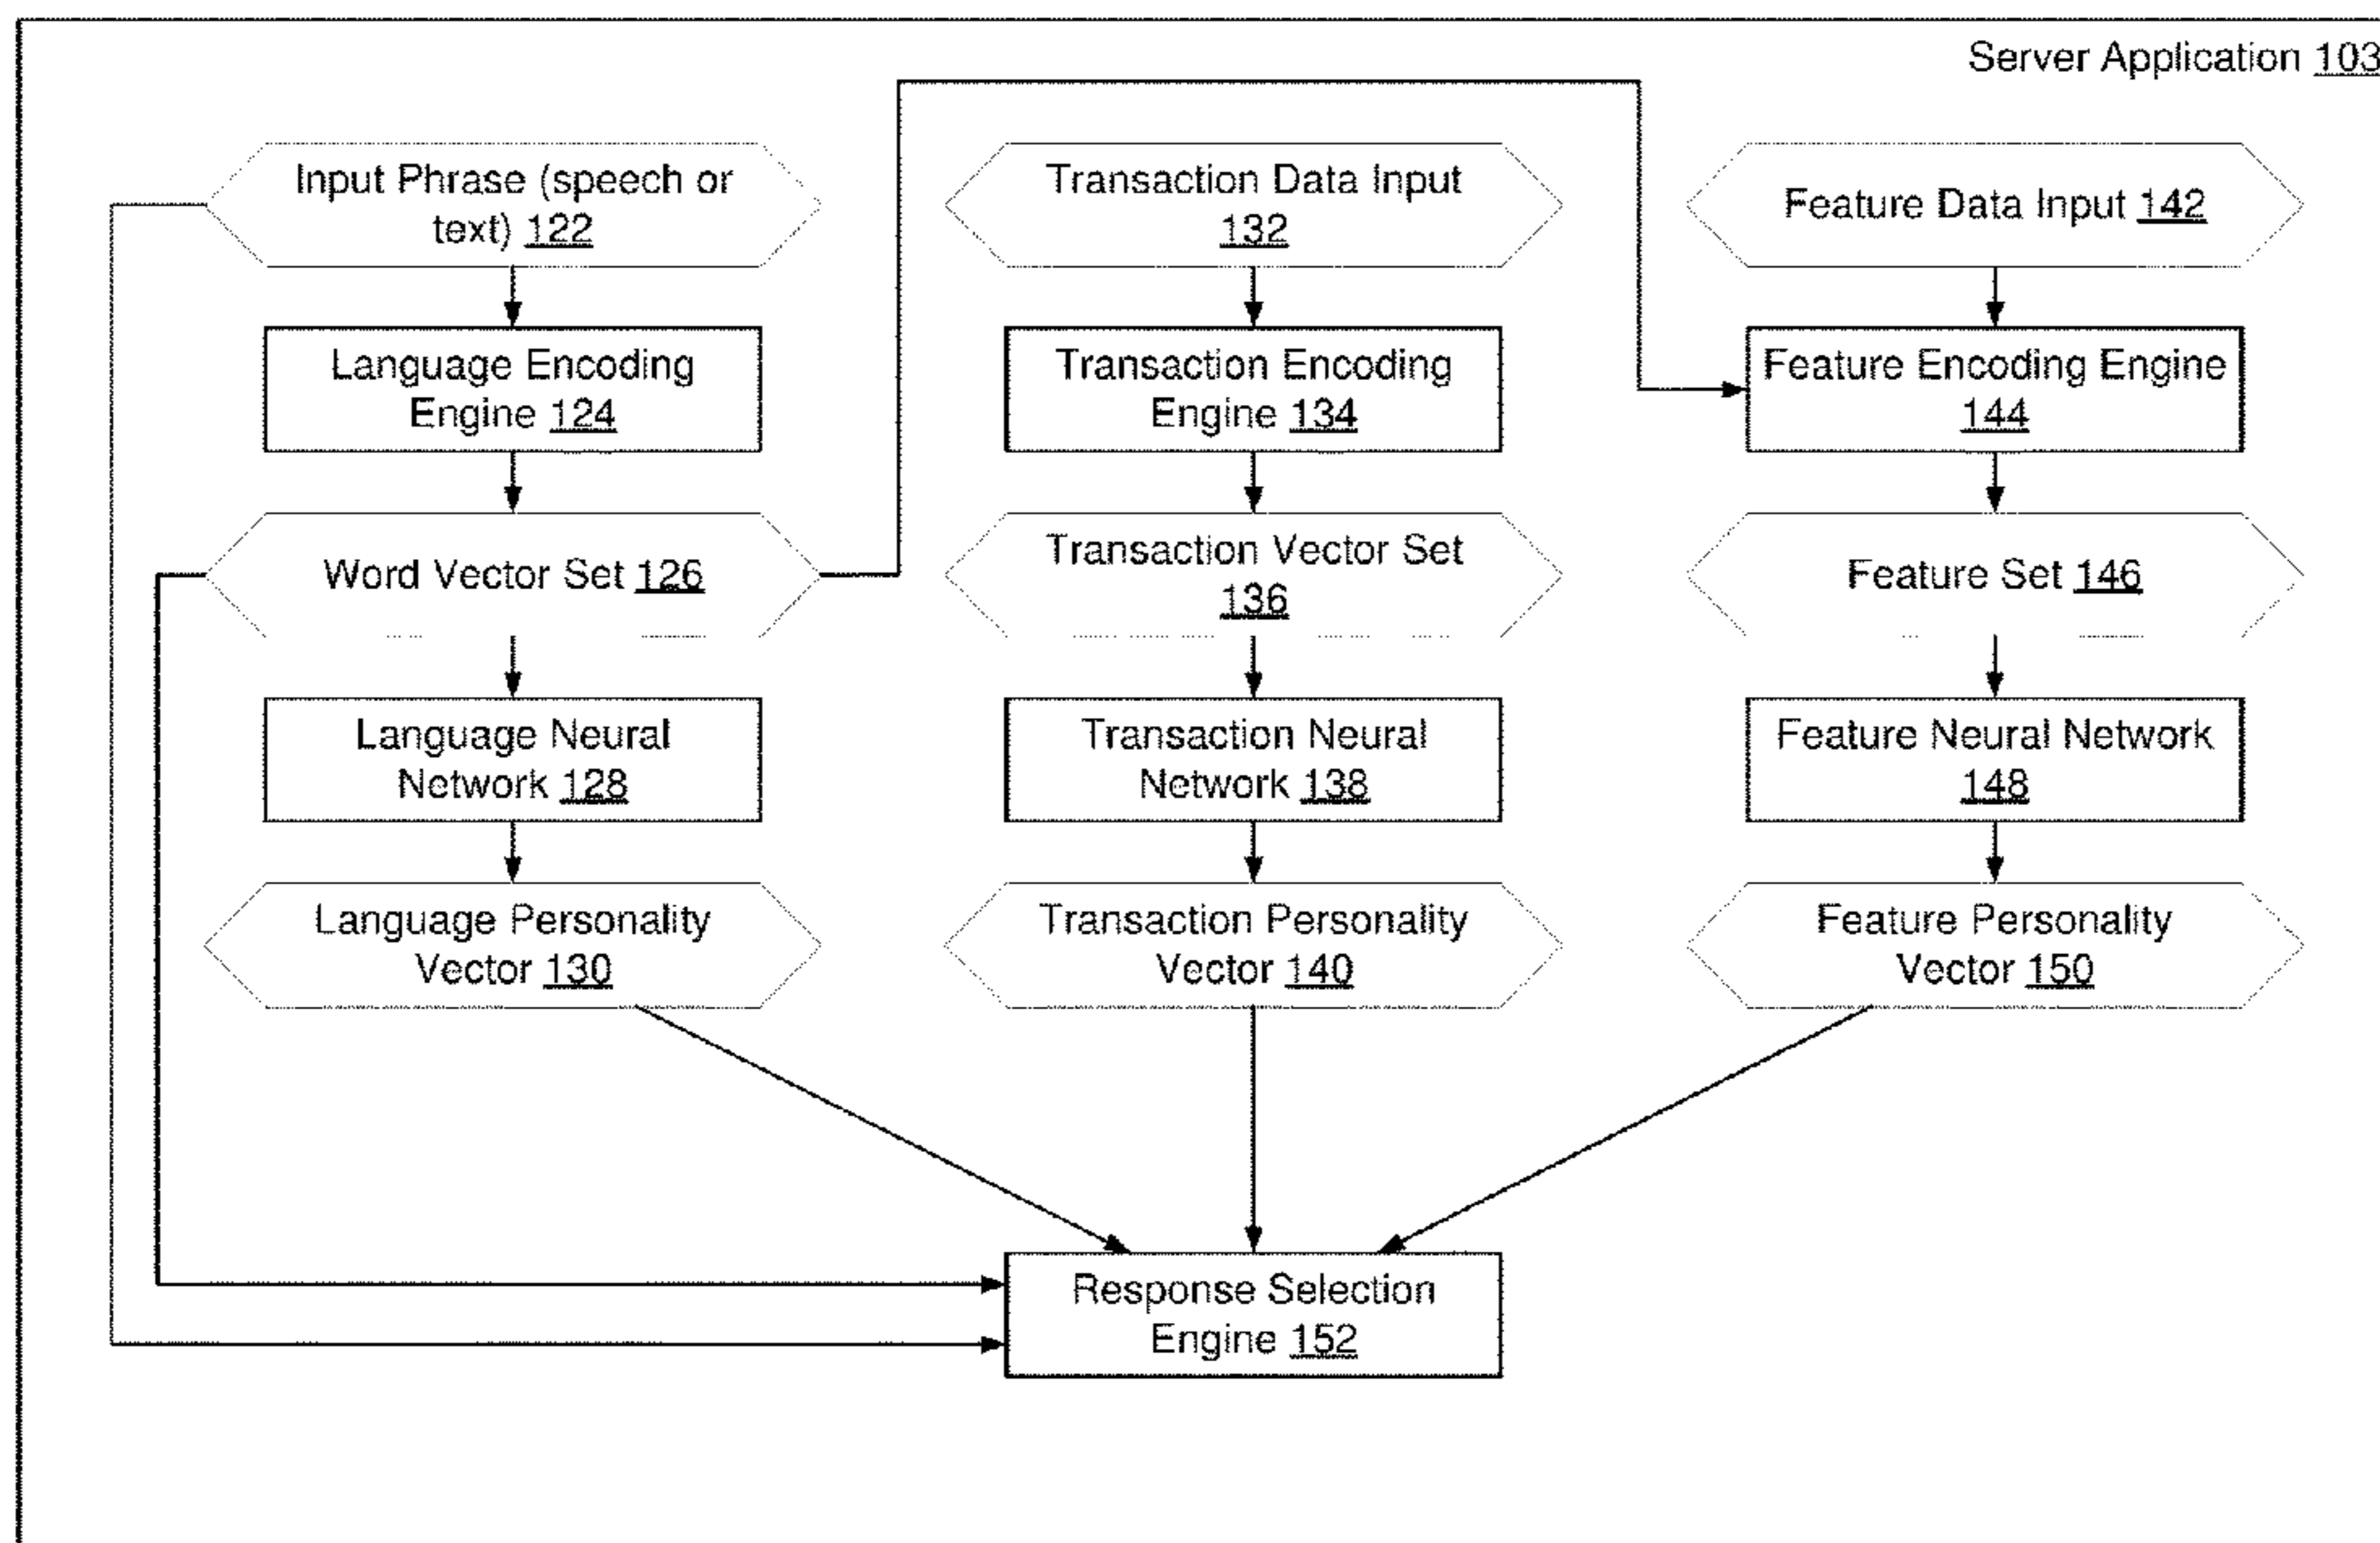 Server Application 103
Input Phrase (speech or
text) 122
Transaction Data Input
132
Feature Data Input 142
Language Encoding
Engine 124
Transaction Encoding
Engine 134
Feature Encoding Engine
144
Word Vector Set 126
Transaction Vector Set
136
Feature Set 146
Language Neural
Network 128
Transaction Neural
Network 138
Feature Neural Network
148
Language Personality
Vector 130
Transaction Personality
Vector 140
Feature Personality
Vector 150
Response Selection
Engine 152